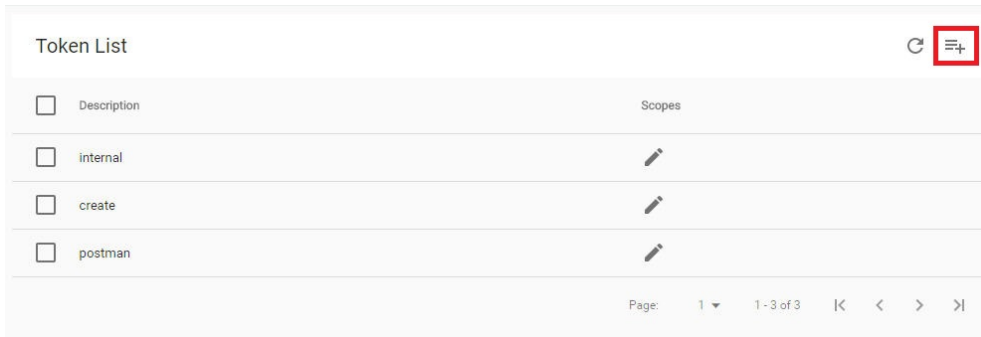 Token List
Description Scopes
internal
create
postman
Page: 1 1 - 3 of 3